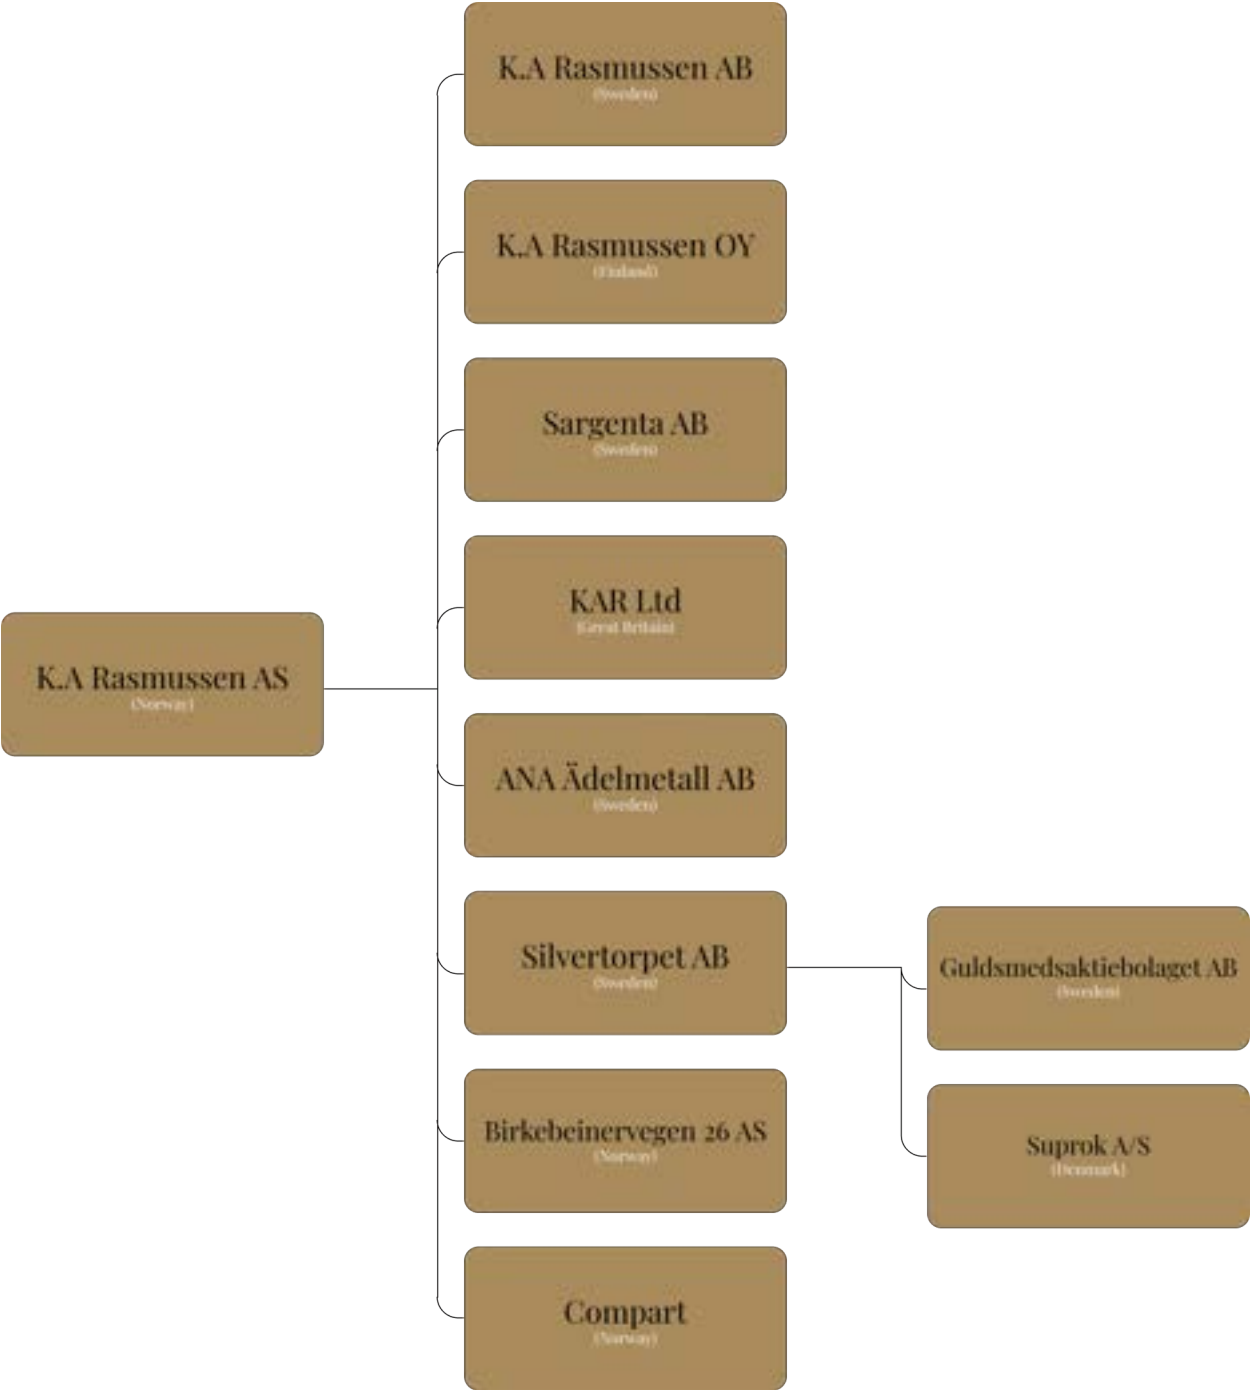 K.A Rasmussen AB
(Sweden)
K.A Rasmussen OY
(Finland)
Sargenta AB
(Sweden)
KAR Ltd
(Great Britain)
K.A Rasmussen AS
(Norway)
ANA Ädelmetall AB
(Sweden)
Silvertorpet AB
(Sweden)
Guldsmedsaktiebolaget AB
(Sweden)
Birkebeinervegen 26 AS
(Norway)
Suprok A/S
(Denmark)
Compart
(Norway)